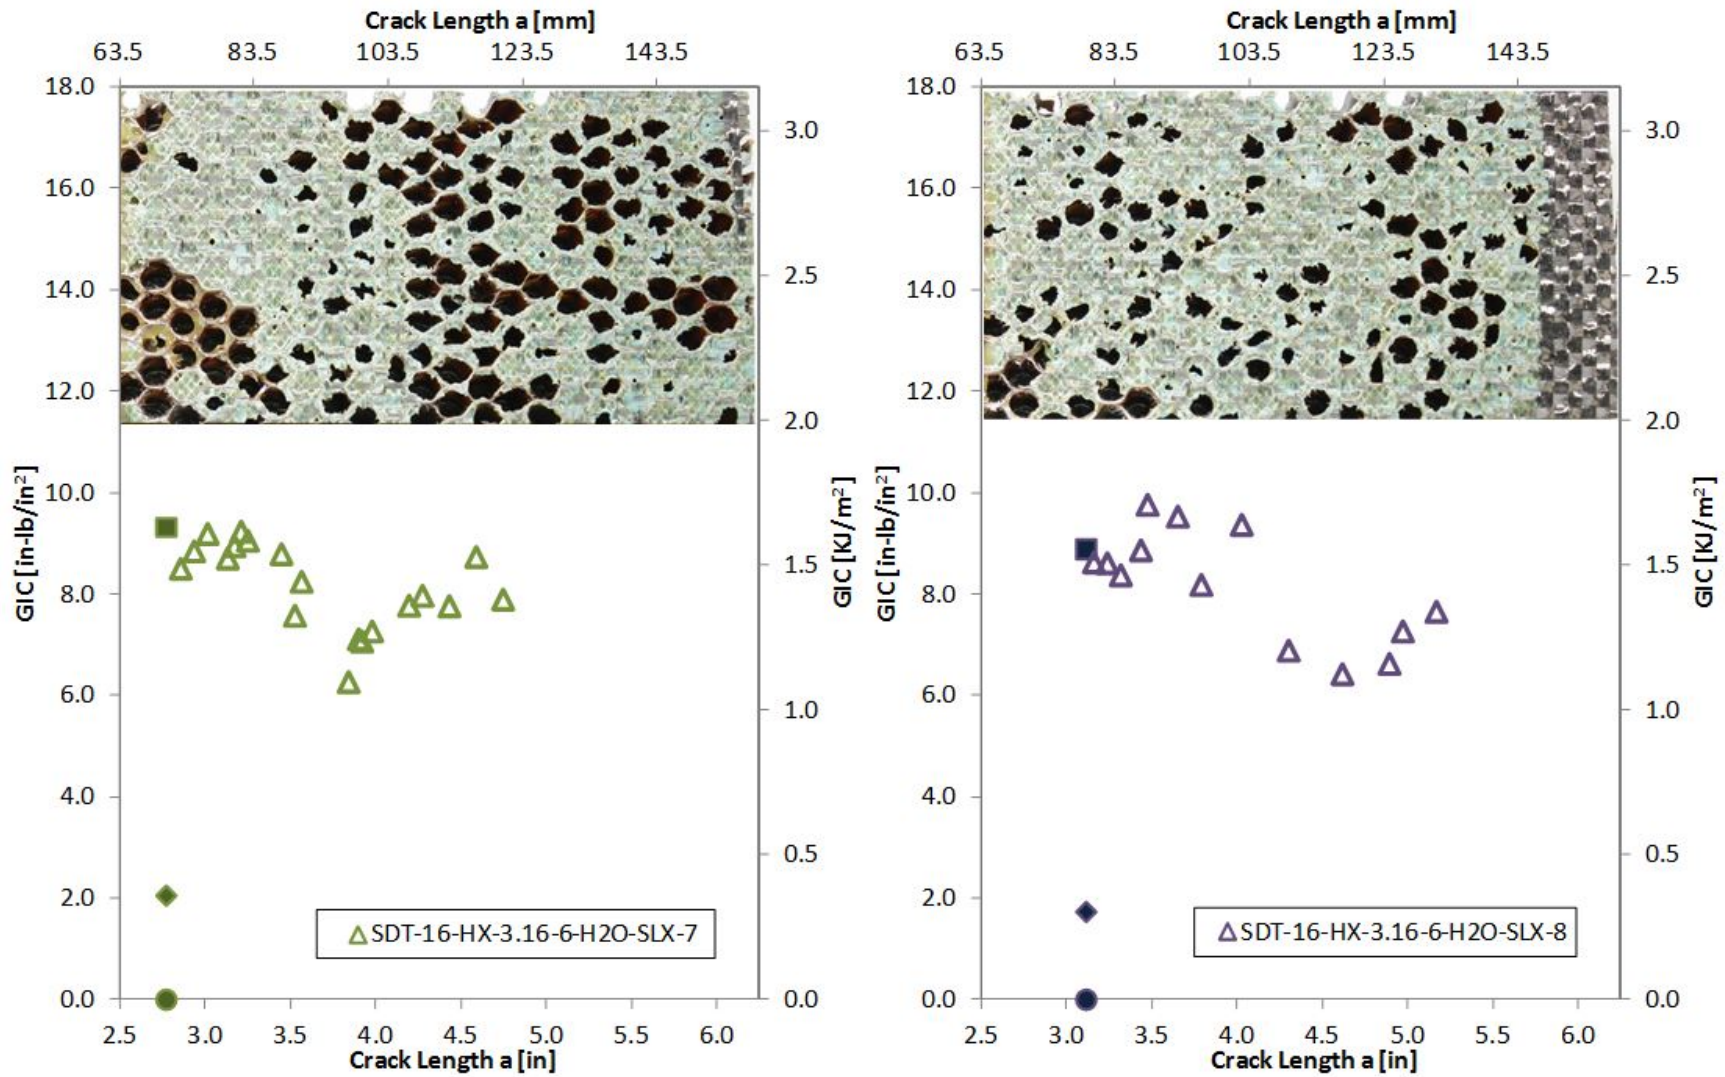 Crack Length a [mm]
63.5 83.5 103.5 123.5 143.5
18.0
16.0
14.0
12.0
10.0
8.0
6.0
4.0
2.0
0.0
GIC [in-lb/in²]
3.0
2.5
2.0
1.5
1.0
0.5
0.0
GIC [KJ/m²]
SDT-16-HX-3.16-6-H2O-SLX-7
2.5 3.0 3.5 4.0 4.5 5.0 5.5 6.0
Crack Length a [in]
Crack Length a [mm]
63.5 83.5 103.5 123.5 143.5
18.0
16.0
14.0
12.0
10.0
8.0
6.0
4.0
2.0
0.0
GIC [in-lb/in²]
3.0
2.5
2.0
1.5
1.0
0.5
0.0
GIC [KJ/m²]
SDT-16-HX-3.16-6-H2O-SLX-8
2.5 3.0 3.5 4.0 4.5 5.0 5.5 6.0
Crack Length a [in]